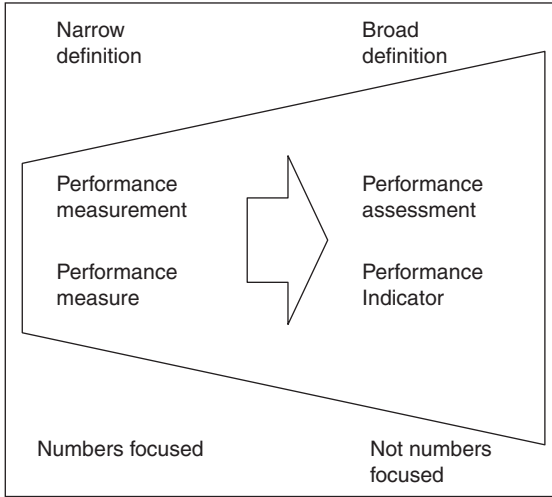 Narrow
definition
Broad
definition
Performance
measurement
Performance
assessment
Performance
measure
Performance
Indicator
Numbers focused
Not numbers
focused